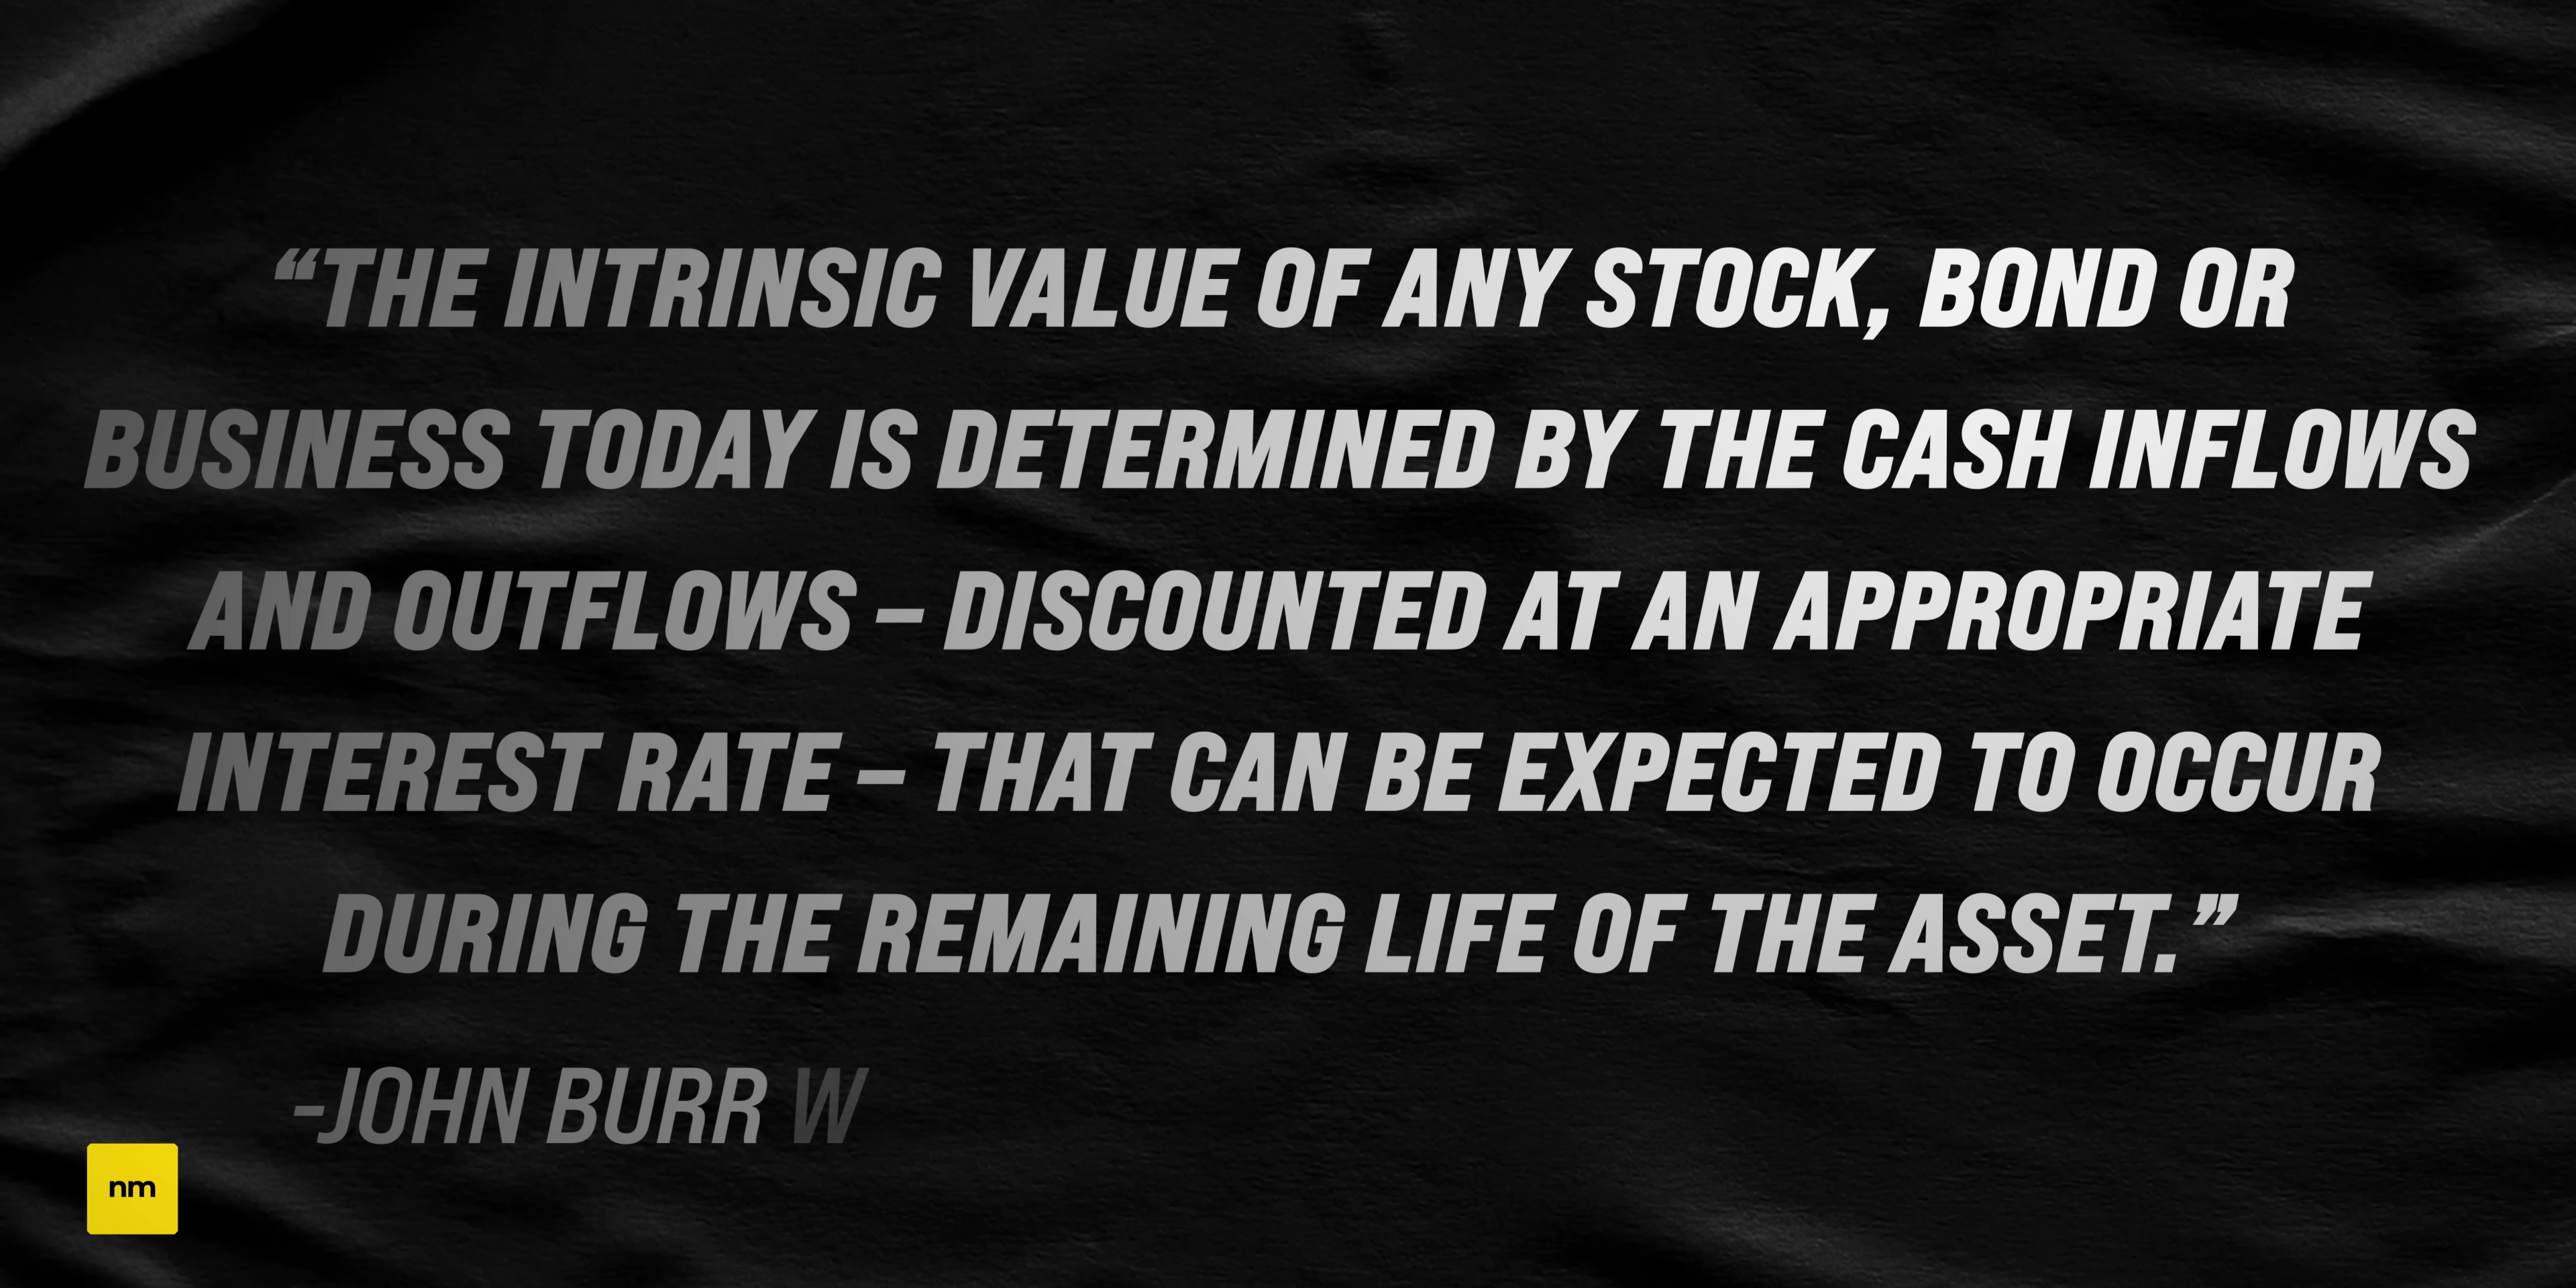 “THE INTRINSIC VALUE OF ANY STOCK, BOND OR
BUSINESS TODAY IS DETERMINED BY THE CASH INFLOWS
AND OUTFLOWS – DISCOUNTED AT AN APPROPRIATE
INTEREST RATE – THAT CAN BE EXPECTED TO OCCUR
DURING THE REMAINING LIFE OF THE ASSET.”
-JOHN BURR W
nm